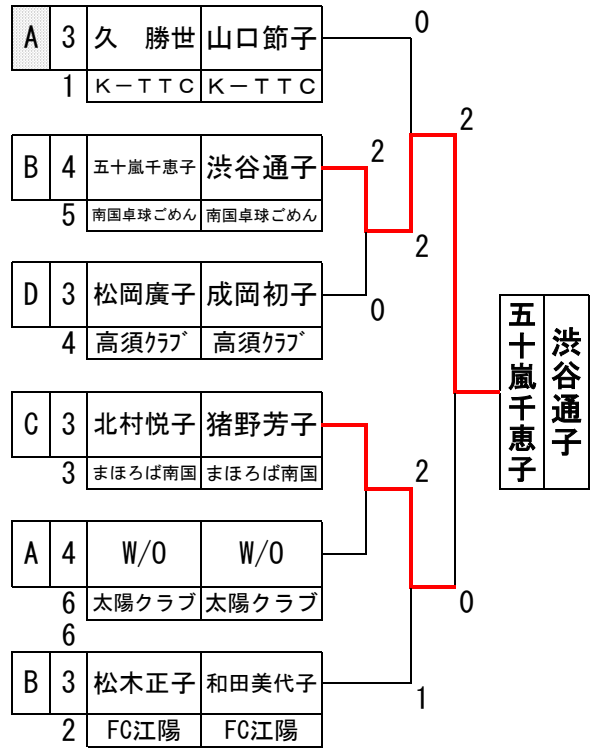 A 3 久 勝世 山口節子
1 K-TTC K-TTC
0
B 4 五十嵐千恵子 渋谷通子
5 南国卓球ごめん 南国卓球ごめん
2
2
2
D 3 松岡廣子 成岡初子
4 高須ｸﾗﾌﾞ 高須ｸﾗﾌﾞ
0
五十嵐千恵子
渋谷通子
C 3 北村悦子 猪野芳子
3 まほろば南国 まほろば南国
2
A 4 W/O W/O
6 太陽クラブ 太陽クラブ
6
0
B 3 松木正子 和田美代子
2 FC江陽 FC江陽
1